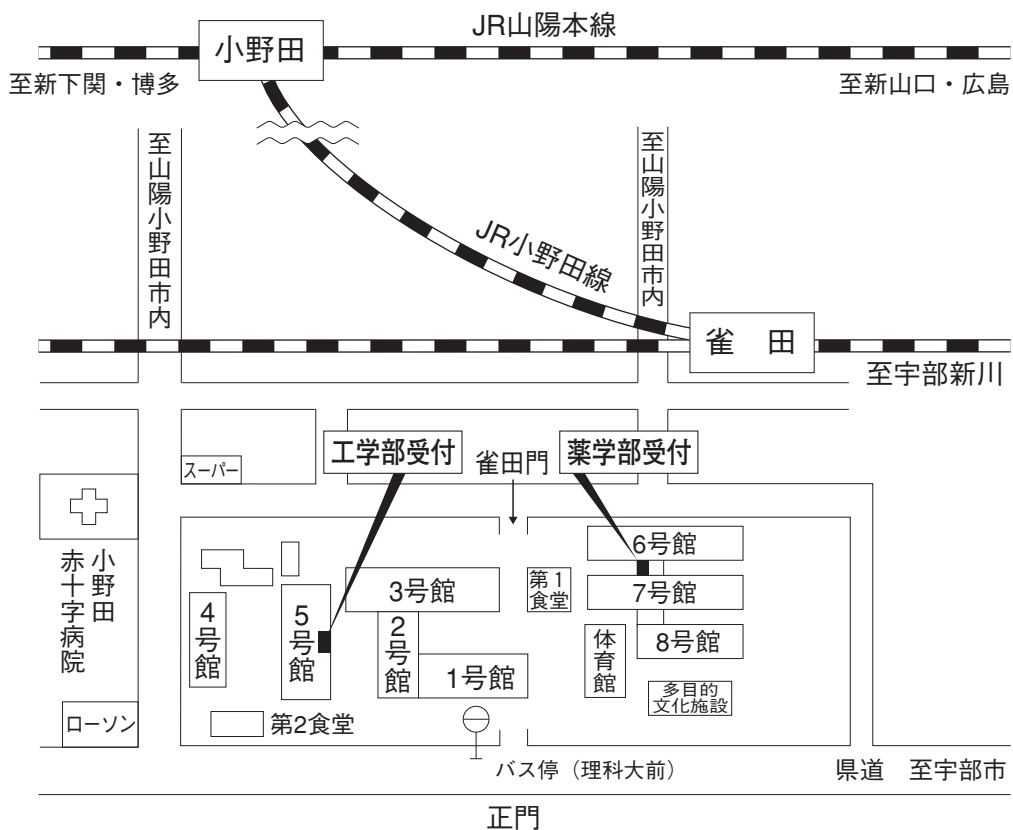 JR山陽本線
小野田
至新下関・博多
至新山口・広島
至山陽小野田市内
至山陽小野田市内
JR小野田線
雀　田
至宇部新川
工学部受付
雀田門
薬学部受付
スーパー
小野田
赤十字病院
ローソン
4号館
5号館
3号館
2号館
1号館
第1
食堂
6号館
7号館
8号館
体育館
多目的
文化施設
第2食堂
バス停（理科大前）
県道　至宇部市
正門